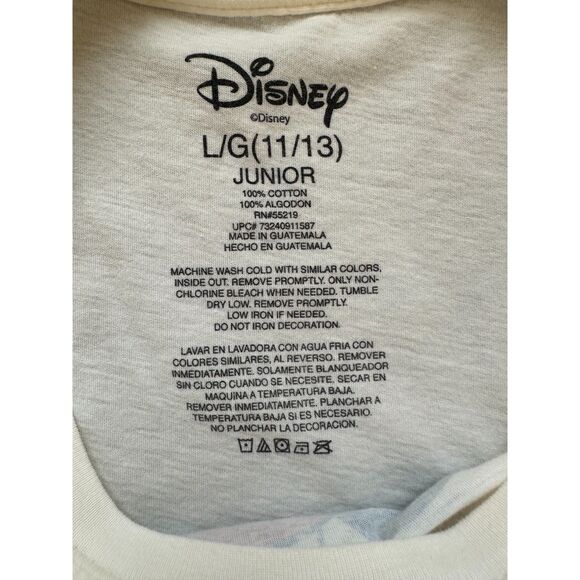 Disney
©Disney
L/G(11/13)
JUNIOR
100% COTTON
100% ALGODON
RN#55219
UPC# 73240911587
MADE IN GUATEMALA
HECHO EN GUATEMALA
MACHINE WASH COLD WITH SIMILAR COLORS,
INSIDE OUT. REMOVE PROMPTLY. ONLY NON-
CHLORINE BLEACH WHEN NEEDED. TUMBLE
DRY LOW. REMOVE PROMPTLY.
LOW IRON IF NEEDED.
DO NOT IRON DECORATION.
LAVAR EN LAVADORA CON AGUA FRIA CON
COLORES SIMILARES, AL REVERSO. REMOVER
INMEDIATAMENTE. SOLAMENTE BLANQUEADOR
SIN CLORO CUANDO SE NECESITE. SECAR EN
MAQUINA A TEMPERATURA BAJA.
REMOVER INMEDIATAMENTE. PLANCHAR A
TEMPERATURA BAJA SI ES NECESARIO.
NO PLANCHAR LA DECORACION.